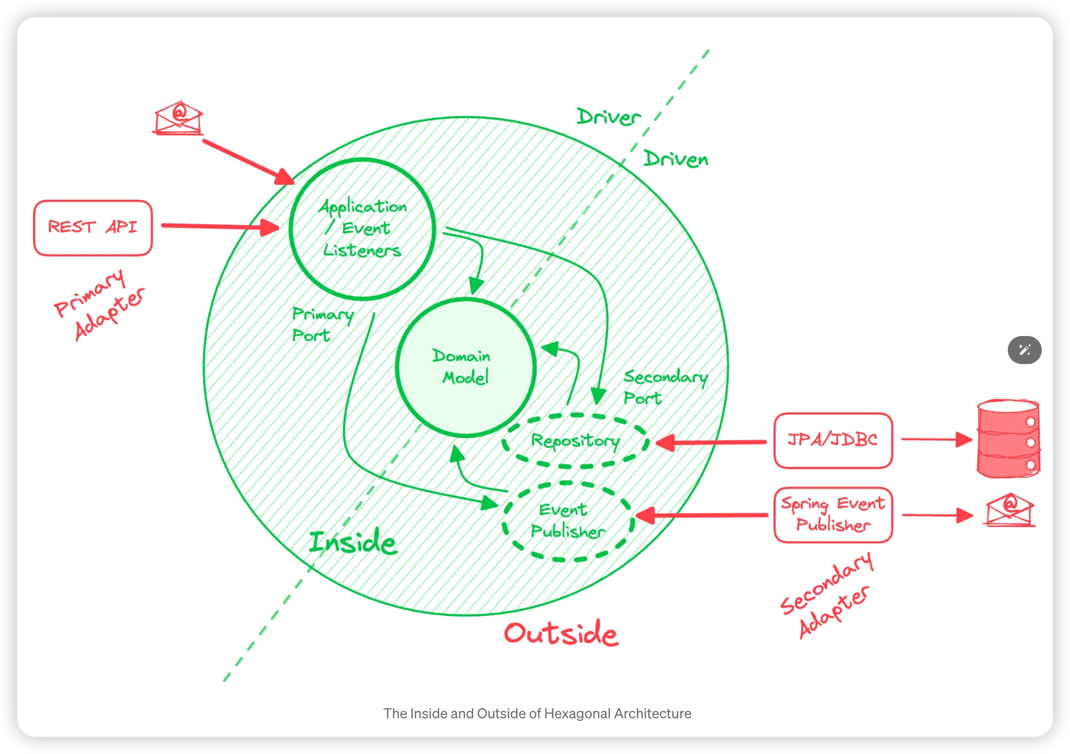 Driver
Driven
@
REST API
Primary
Adapter
Application
/ Event
Listeners
Primary
Port
Domain
Model
Secondary
Port
Repository
Event
Publisher
JPA/JDBC
Spring Event
Publisher
@
Secondary
Adapter
Inside
Outside
The Inside and Outside of Hexagonal Architecture